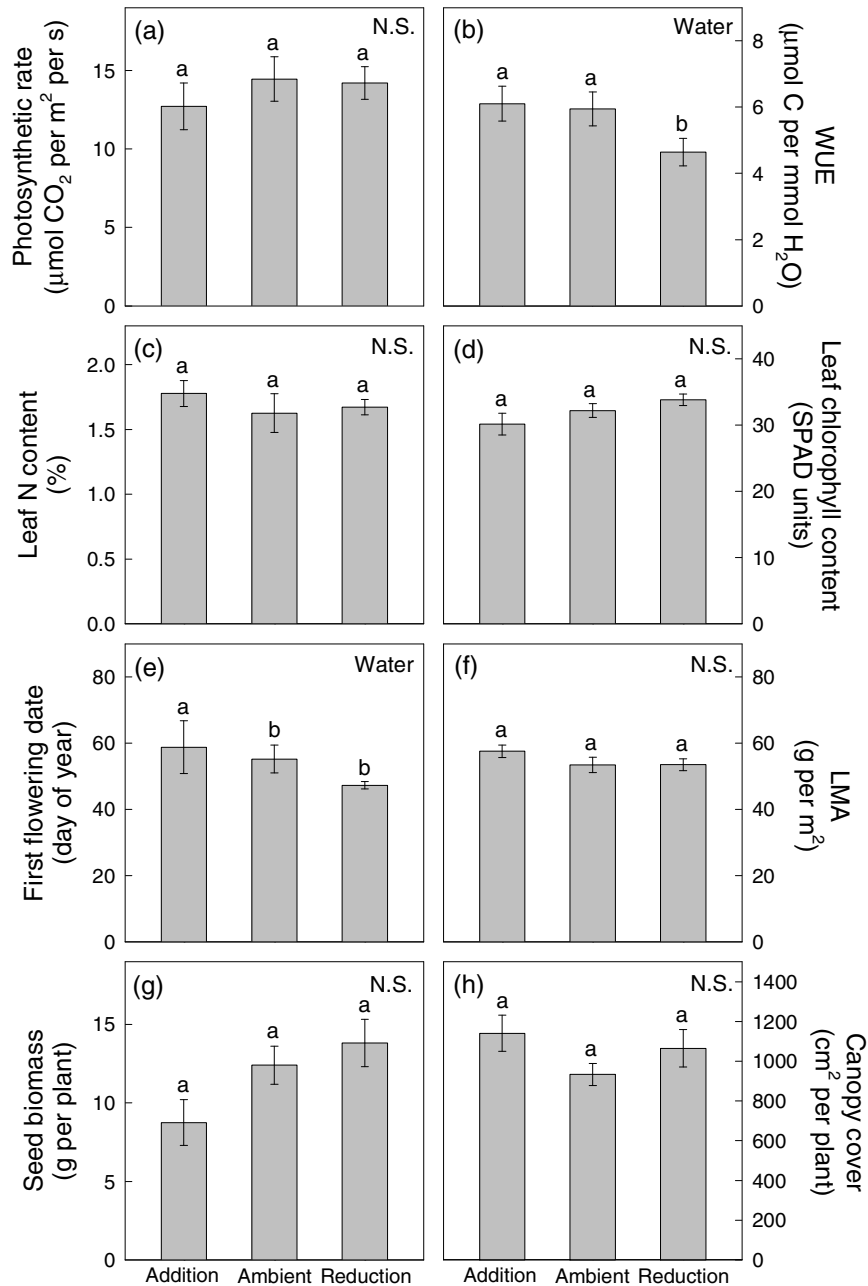 (a)
N.S.
a
a
a
15
10
5
0
Photosynthetic rate
(μmol CO₂ per m² per s)
(b)
Water
a
a
b
8
6
4
2
0
WUE
(μmol C per mmol H₂O)
(c)
N.S.
a
a
a
2.0
1.5
1.0
0.5
0.0
Leaf N content
(%)
(d)
N.S.
a
a
a
40
30
20
10
0
Leaf chlorophyll content
(SPAD units)
(e)
Water
a
b
b
80
60
40
20
0
First flowering date
(day of year)
(f)
N.S.
a
a
a
80
60
40
20
0
LMA
(g per m²)
(g)
N.S.
a
a
a
15
10
5
0
Seed biomass
(g per plant)
Addition Ambient Reduction
(h)
N.S.
a
a
a
1400
1200
1000
800
600
400
200
0
Canopy cover
(cm² per plant)
Addition Ambient Reduction